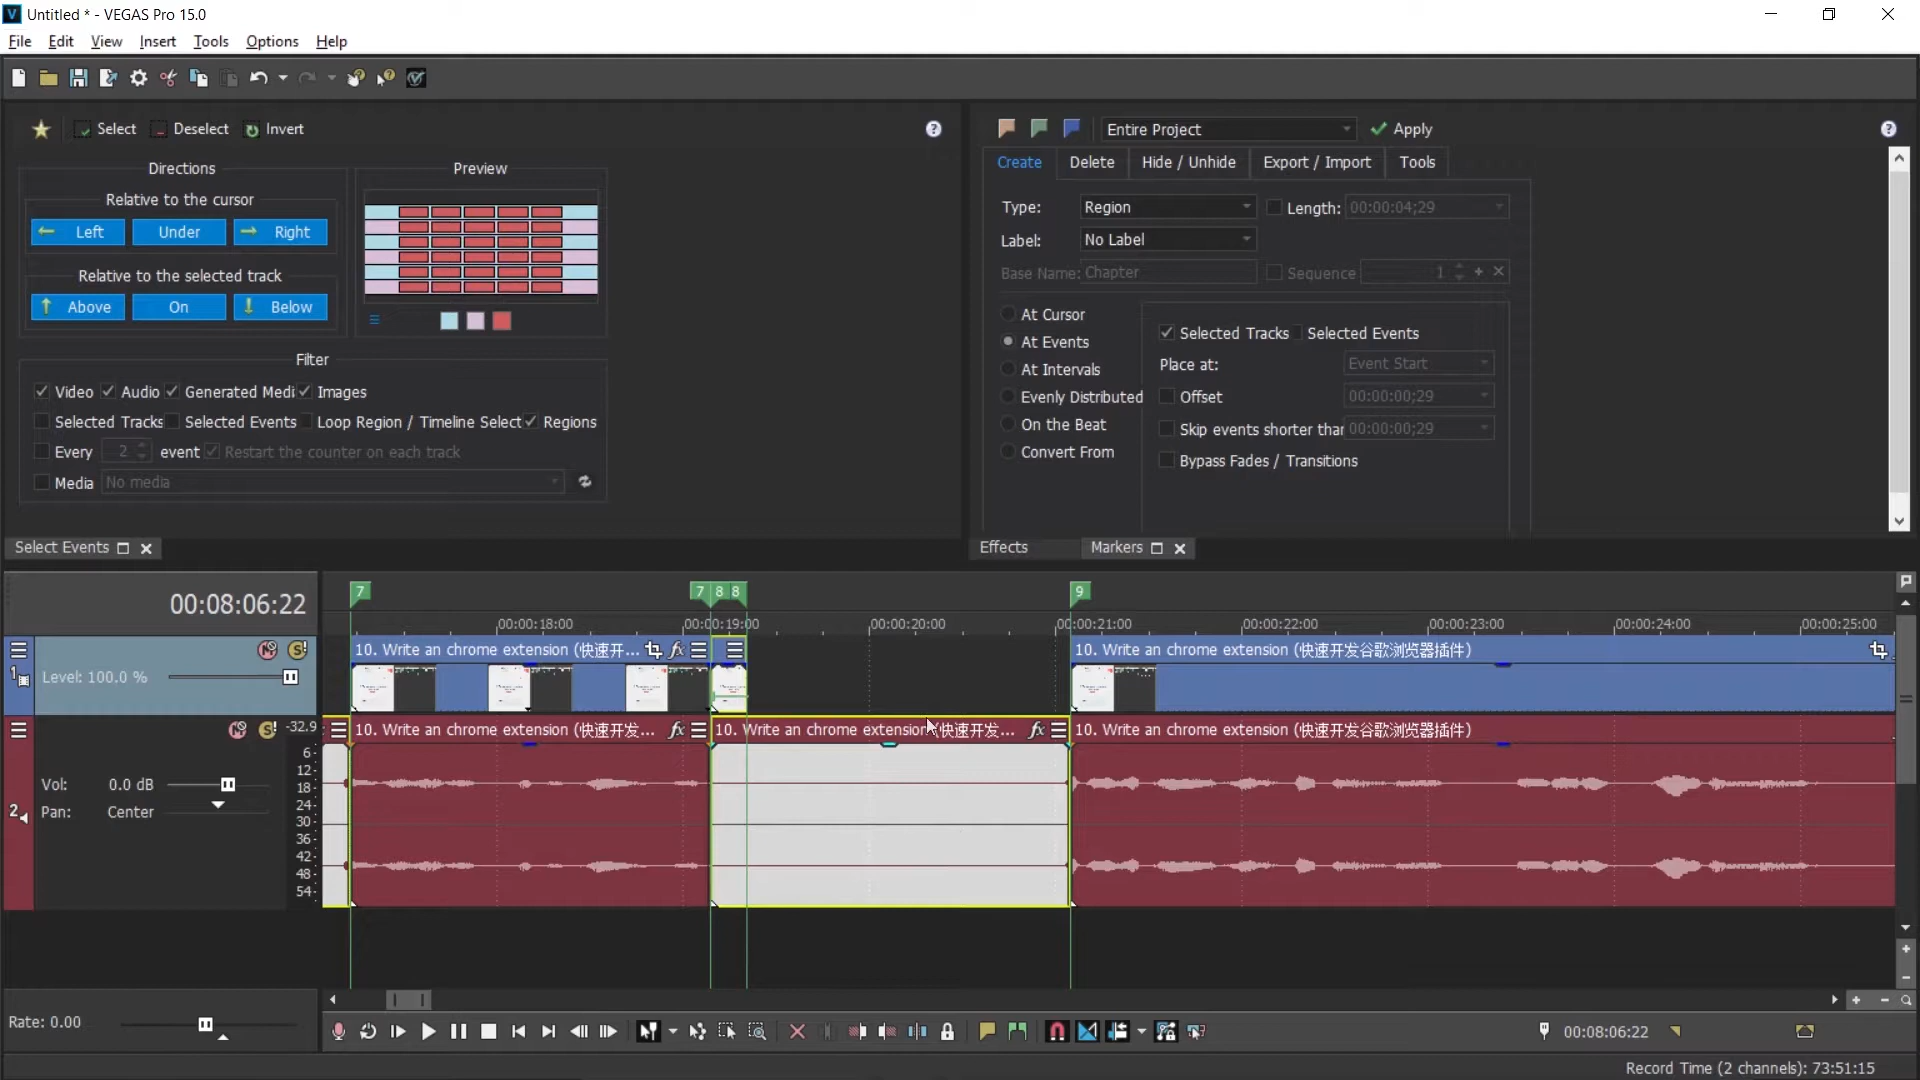 Untitled * - VEGAS Pro 15.0
File Edit View Insert Tools Options Help
Select Deselect Invert
Directions
Relative to the cursor
Left Under Right
Relative to the selected track
Above On Below
Preview
Filter
Video Audio Generated Medi Images
Selected Tracks Selected Events Loop Region / Timeline Select Regions
Every 2 event Restart the counter on each track
Media No media
Select Events
Entire Project Apply
Create Delete Hide / Unhide Export / Import Tools
Type: Region Length: 00:00:04;29
Label: No Label
Base Name: Chapter Sequence 1
At Cursor
At Events
At Intervals
Evenly Distributed
On the Beat
Convert From
Selected Tracks Selected Events
Place at: Event Start
Offset 00:00:00;29
Skip events shorter than 00:00:00;29
Bypass Fades / Transitions
Effects Markers
00:08:06:22
7 7 8 8 9
00:00:18:00 00:00:19:00 00:00:20:00 00:00:21:00 00:00:22:00 00:00:23:00 00:00:24:00 00:00:25:00
1 Level: 100.0 %
10. Write an chrome extension (快速开... fx
10. Write an chrome extension (快速开发谷歌浏览器插件)
2 Vol: 0.0 dB
Pan: Center
-32.9
6-
12-
18-
24-
30-
36-
42-
48-
54-
10. Write an chrome extension (快速开发... fx
10. Write an chrome extension (快速开发... fx
10. Write an chrome extension (快速开发谷歌浏览器插件)
Rate: 0.00
00:08:06:22
Record Time (2 channels): 73:51:15